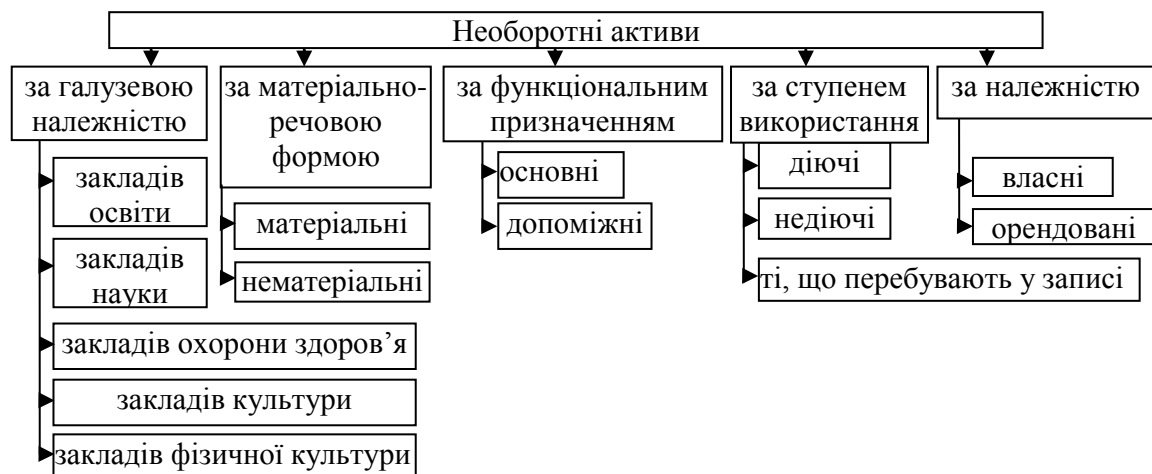 Необоротні активи
за галузевою
належністю
закладів
освіти
закладів
науки
закладів охорони здоров’я
закладів культури
закладів фізичної культури
за матеріально-
речовою
формою
матеріальні
нематеріальні
за функціональним
призначенням
основні
допоміжні
за ступенем
використання
діючі
недіючі
ті, що перебувають у записі
за належністю
власні
орендовані